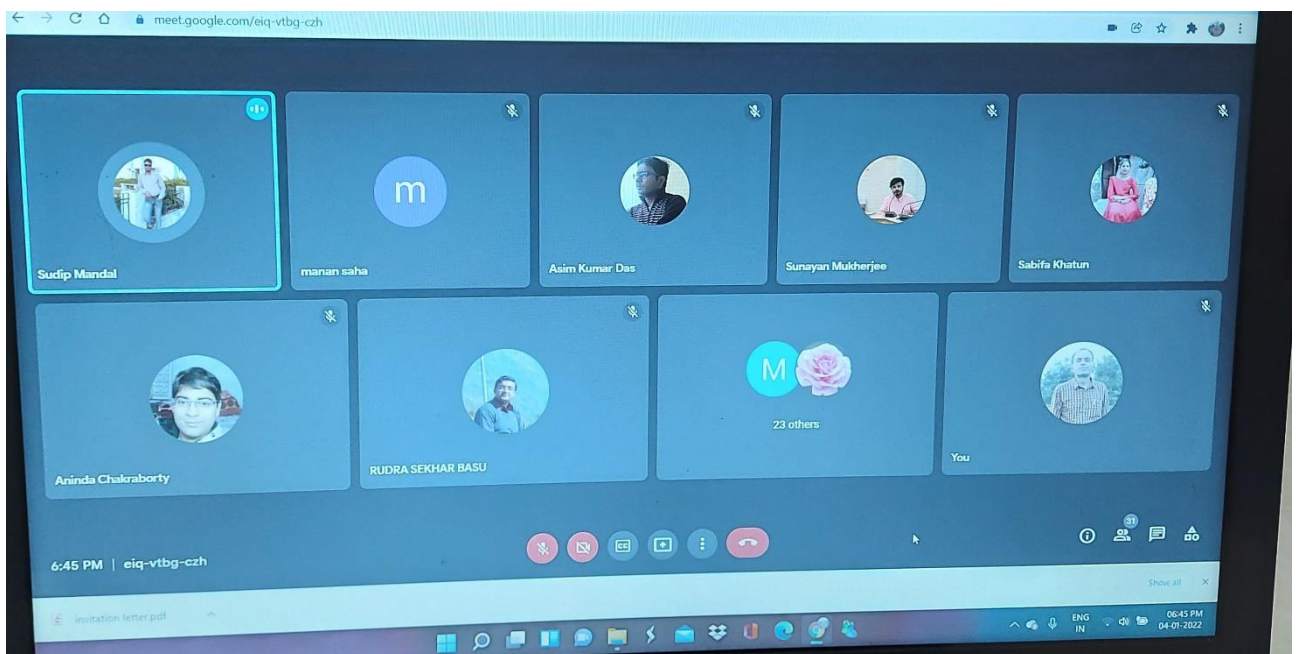 meet.google.com/eiq-vtbg-czh
m
Sudip Mandal
manan saha
Asim Kumar Das
Sunayan Mukherjee
Sabifa Khatun
M
23 others
Aninda Chakraborty
RUDRA SEKHAR BASU
You
CC
31
6:45 PM | eiq-vtbg-czh
Show all
invitation letter.pdf
ENG
IN
06:45 PM
04-01-2022